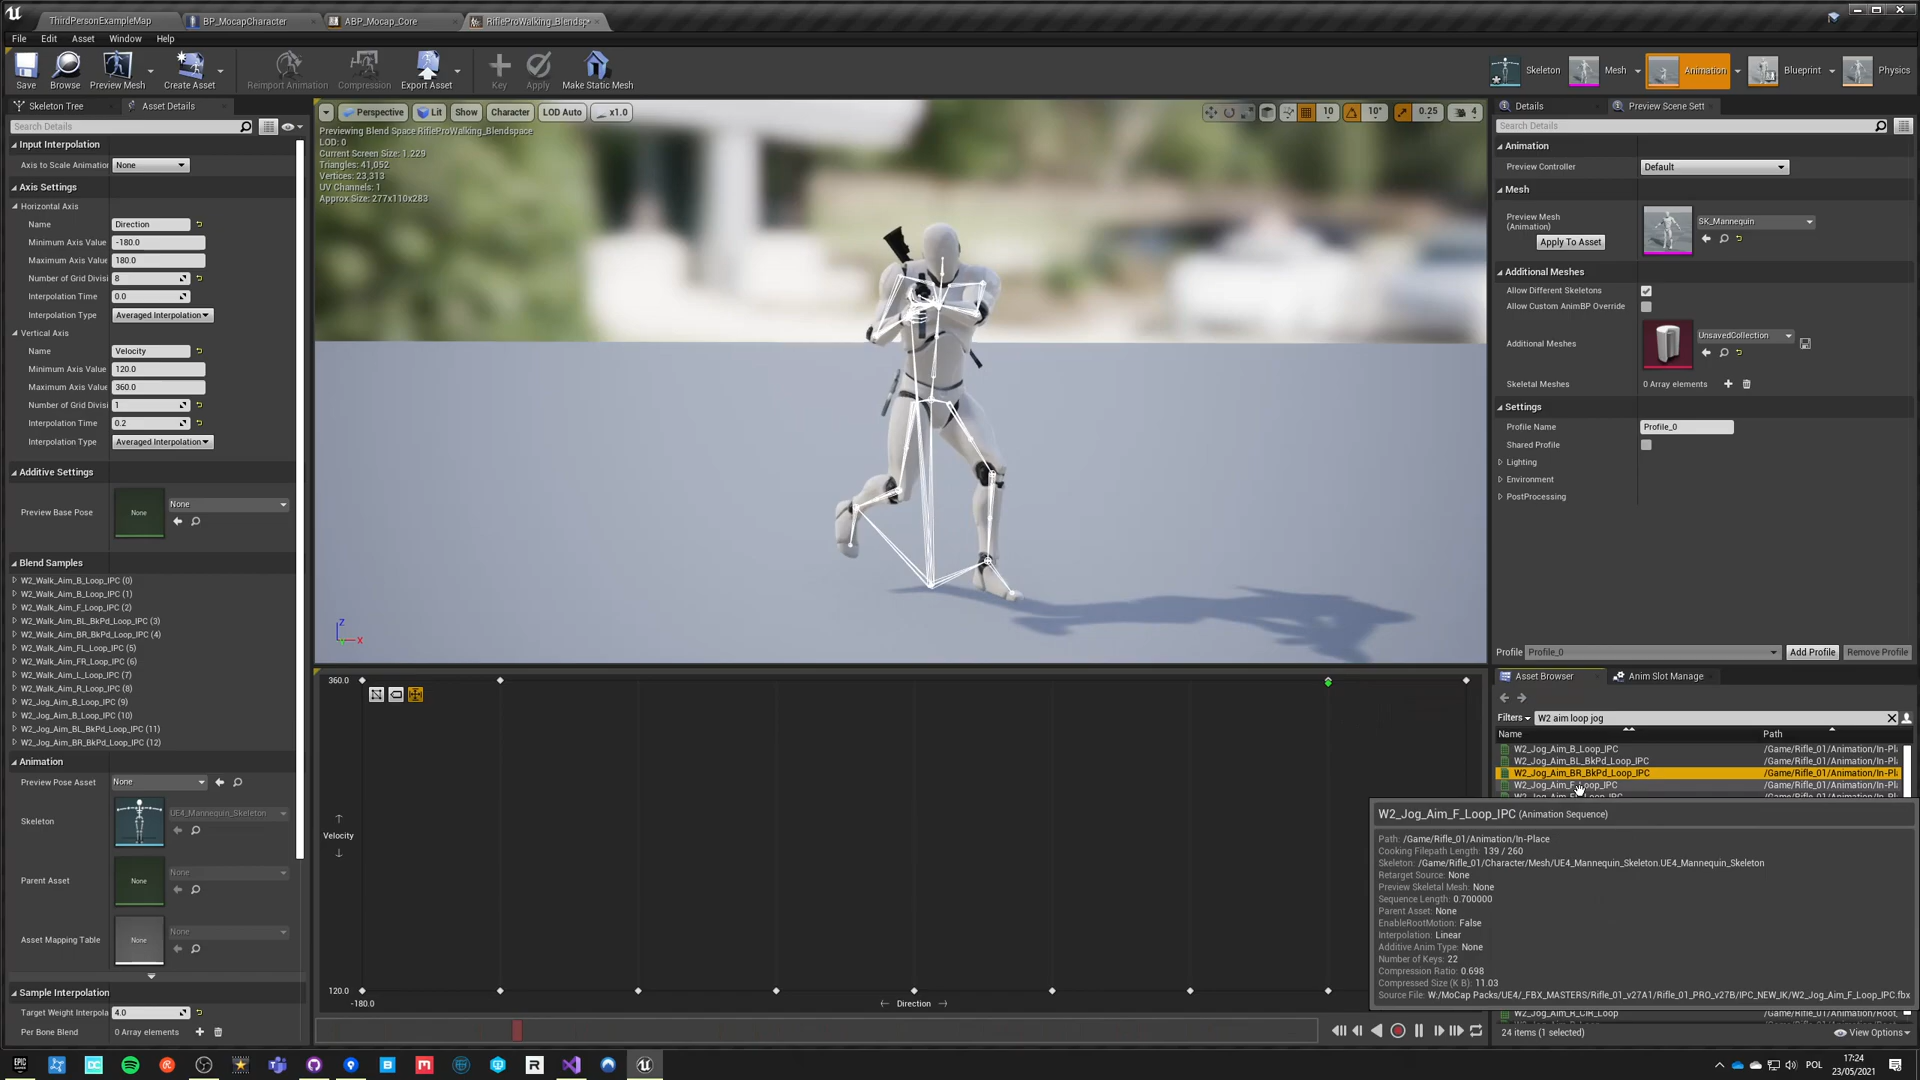 ThirdPersonExampleMap
BP_MocapCharacter
ABP_Mocap_Core
RifleProWalking_Blendspc
File Edit Asset Window Help
Save
Browse
Preview Mesh
Create Asset
Reimport Animation
Compression
Export Asset
Key
Apply
Make Static Mesh
Skeleton
Mesh
Animation
Blueprint
Physics
Skeleton Tree
Asset Details
Search Details
Input Interpolation
Axis to Scale Animation None
Axis Settings
Horizontal Axis
Name Direction
Minimum Axis Value -180.0
Maximum Axis Value 180.0
Number of Grid Divisi 8
Interpolation Time 0.0
Interpolation Type Averaged Interpolation
Vertical Axis
Name Velocity
Minimum Axis Value 120.0
Maximum Axis Value 360.0
Number of Grid Divisi 1
Interpolation Time 0.2
Interpolation Type Averaged Interpolation
Additive Settings
Preview Base Pose None None
Blend Samples
W2_Walk_Aim_B_Loop_IPC (0)
W2_Walk_Aim_B_Loop_IPC (1)
W2_Walk_Aim_F_Loop_IPC (2)
W2_Walk_Aim_BL_BkPd_Loop_IPC (3)
W2_Walk_Aim_BR_BkPd_Loop_IPC (4)
W2_Walk_Aim_FL_Loop_IPC (5)
W2_Walk_Aim_FR_Loop_IPC (6)
W2_Walk_Aim_L_Loop_IPC (7)
W2_Walk_Aim_R_Loop_IPC (8)
W2_Jog_Aim_B_Loop_IPC (9)
W2_Jog_Aim_B_Loop_IPC (10)
W2_Jog_Aim_BL_BkPd_Loop_IPC (11)
W2_Jog_Aim_BR_BkPd_Loop_IPC (12)
Animation
Preview Pose Asset None
Skeleton UE4_Mannequin_Skeleton
Parent Asset None None
Asset Mapping Table None None
Sample Interpolation
Target Weight Interpola 4.0
Per Bone Blend 0 Array elements
Perspective Lit Show Character LOD Auto x1.0
10 10° 0.25 4
Previewing Blend Space RifleProWalking_Blendspace
LOD: 0
Current Screen Size: 1.229
Triangles: 41,052
Vertices: 23,313
UV Channels: 1
Approx Size: 277x110x283
Z
X
360.0
Velocity
120.0
-180.0
Direction
Details
Preview Scene Sett
Search Details
Animation
Preview Controller Default
Mesh
Preview Mesh
(Animation)
Apply To Asset
SK_Mannequin
Additional Meshes
Allow Different Skeletons
Allow Custom AnimBP Override
Additional Meshes UnsavedCollection
Skeletal Meshes 0 Array elements
Settings
Profile Name Profile_0
Shared Profile
Lighting
Environment
PostProcessing
Profile Profile_0 Add Profile Remove Profile
Asset Browser
Anim Slot Manage
Filters W2 aim loop jog
Name Path
W2_Jog_Aim_B_Loop_IPC /Game/Rifle_01/Animation/In-Pl
W2_Jog_Aim_BL_BkPd_Loop_IPC /Game/Rifle_01/Animation/In-Pl
W2_Jog_Aim_BR_BkPd_Loop_IPC /Game/Rifle_01/Animation/In-Pl
W2_Jog_Aim_F_Loop_IPC /Game/Rifle_01/Animation/In-Pl
W2_Jog_Aim_F_Loop_IPC (Animation Sequence)
Path: /Game/Rifle_01/Animation/In-Place
Cooking Filepath Length: 139 / 260
Skeleton: /Game/Rifle_01/Character/Mesh/UE4_Mannequin_Skeleton.UE4_Mannequin_Skeleton
Retarget Source: None
Preview Skeletal Mesh: None
Sequence Length: 0.700000
Parent Asset: None
EnableRootMotion: False
Interpolation: Linear
Additive Anim Type: None
Number of Keys: 22
Compression Ratio: 0.698
Compressed Size (K B): 11.03
Source File: W:/MoCap Packs/UE4/_FBX_MASTERS/Rifle_01_v27A1/Rifle_01_PRO_v27B/IPC_NEW_IK/W2_Jog_Aim_F_Loop_IPC.fbx
W2_Jog_Aim_R_CIR_Loop /Game/Rifle_01/Animation/Root_
24 items (1 selected)
View Options
POL
17:24
23/05/2021